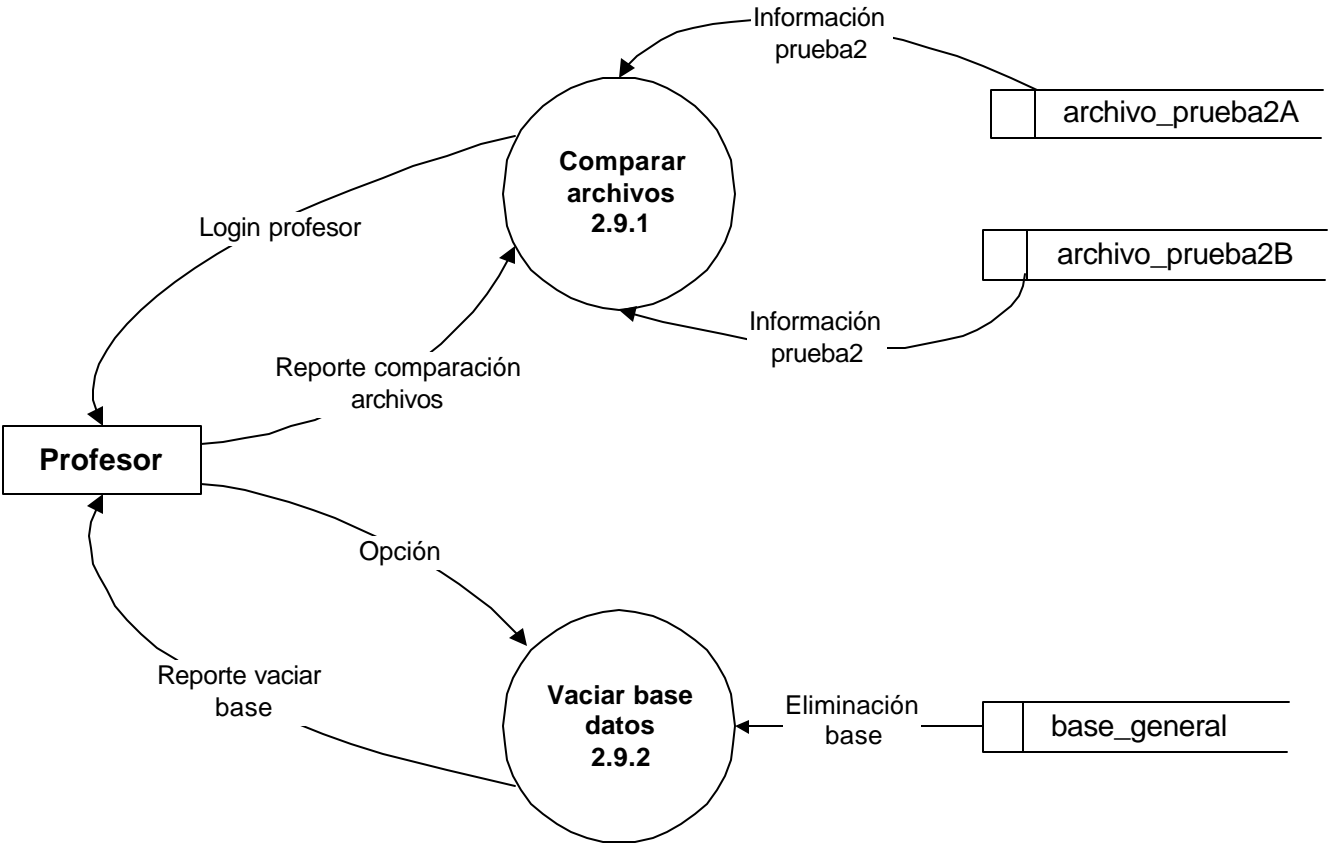 Información
prueba2
archivo_prueba2A
Comparar
archivos
2.9.1
Login profesor
archivo_prueba2B
Información
prueba2
Reporte comparación
archivos
Profesor
Opción
Reporte vaciar
base
Vaciar base
datos
2.9.2
Eliminación
base
base_general